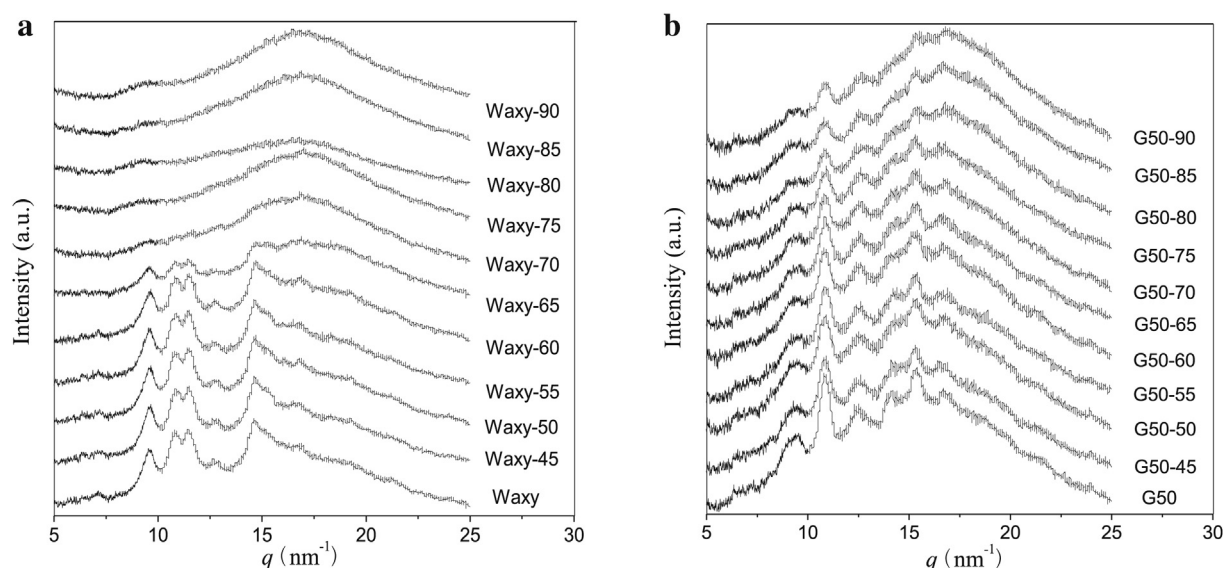 a
Intensity (a.u.)
Waxy-90
Waxy-85
Waxy-80
Waxy-75
Waxy-70
Waxy-65
Waxy-60
Waxy-55
Waxy-50
Waxy-45
Waxy
5 10 15 20 25 30
q (nm⁻¹)
b
Intensity (a.u.)
G50-90
G50-85
G50-80
G50-75
G50-70
G50-65
G50-60
G50-55
G50-50
G50-45
G50
5 10 15 20 25 30
q (nm⁻¹)